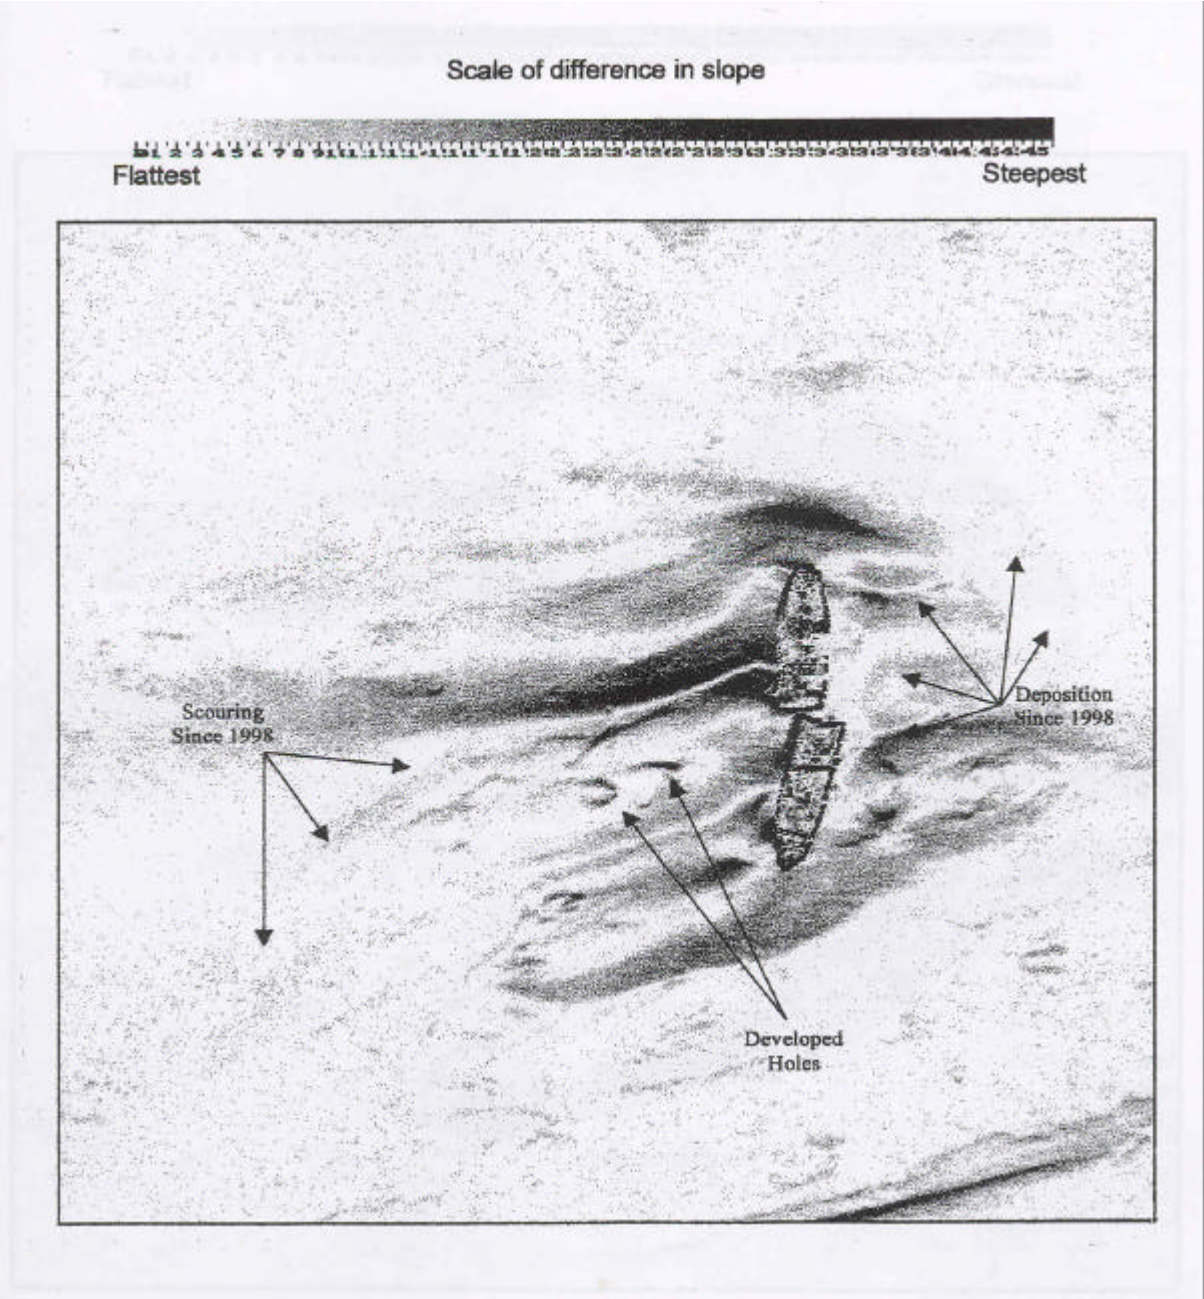 Scale of difference in slope
Flattest
Steepest
Scouring
Since 1998
Deposition
Since 1998
Developed
Holes